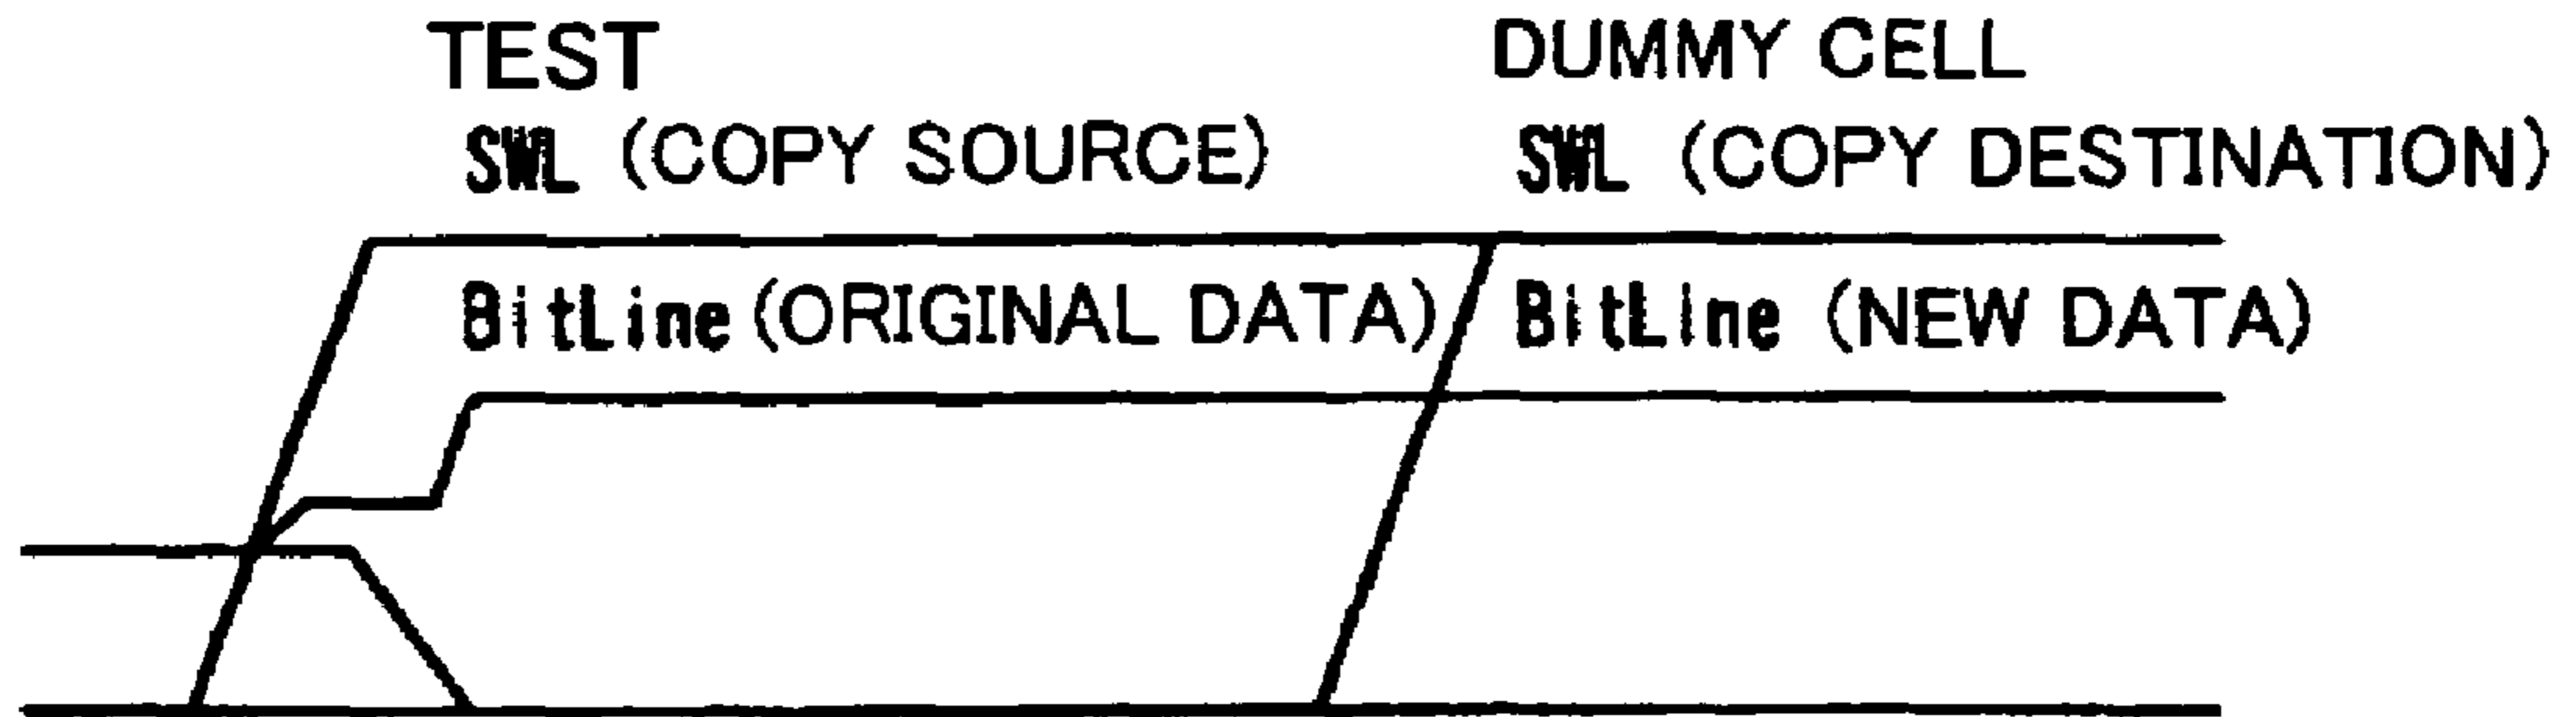 TEST
SWL (COPY SOURCE)
BitLine (ORIGINAL DATA)
DUMMY CELL
SWL (COPY DESTINATION)
BitLine (NEW DATA)